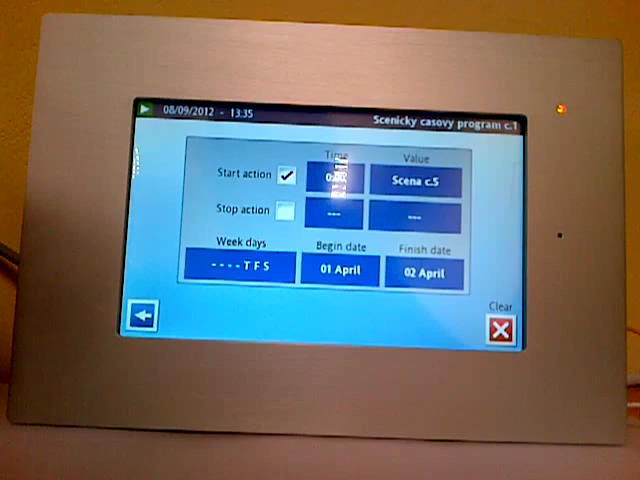 08/09/2012 - 13:35
Scenicky casovy program c.1
Time Value
Start action Scena c.5
Stop action --- ---
Week days Begin date Finish date
- - - - T F S 01 April 02 April
Clear